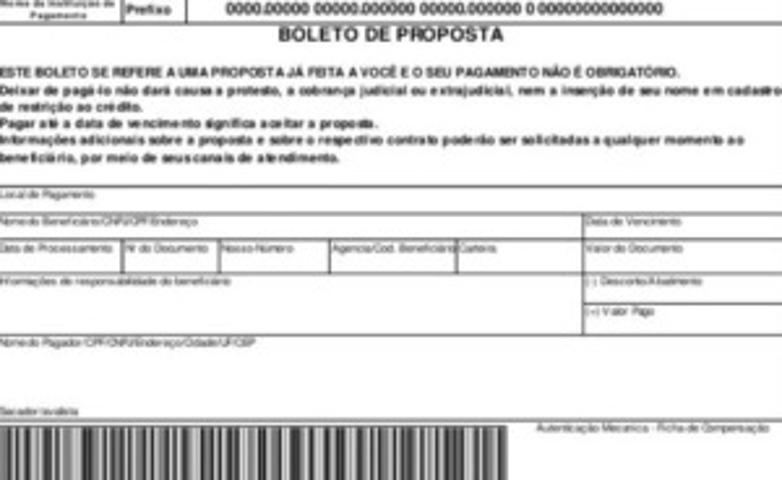 Nome da Instituição de
Pagamento
Prefixo
0000.00000 00000.000000 00000.000000 0 00000000000000
BOLETO DE PROPOSTA
ESTE BOLETO SE REFERE A UMA PROPOSTA JÁ FEITA A VOCÊ E O SEU PAGAMENTO NÃO É OBRIGATÓRIO.
Deixar de pagá-lo não dará causa a protesto, a cobrança judicial ou extrajudicial, nem a inserção de seu nome em cadastro
de restrição ao crédito.
Pagar até a data de vencimento significa aceitar a proposta.
Informações adicionais sobre a proposta e sobre o respectivo contrato poderão ser solicitadas a qualquer momento ao
beneficiário, por meio de seus canais de atendimento.
Local de Pagamento
Nome do Beneficiário/CNPJ/CPF/Endereço
Data de Vencimento
Data de Processamento
Nr do Documento
Nosso-Número
Agencia/Cod. Beneficiário
Carteira
Valor do Documento
Informações de responsabilidade do beneficiário
(-) Desconto/Abatimento
(=) Valor Pago
Nome do Pagador/CPF/CNPJ/Endereço/Cidade/UF/CEP
Sacador/avalista
Autenticação Mecanica - Ficha de Compensação